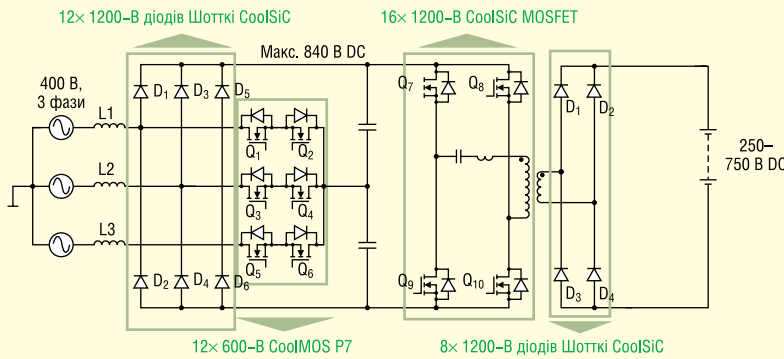 12× 1200–В діодів Шотткі CoolSiC
16× 1200–В CoolSiC MOSFET
Макс. 840 В DC
400 В,
3 фази
D1
D3
D5
Q7
Q8
D1
D2
L1
Q1
Q2
L2
Q3
Q4
250–
750 В DC
L3
Q5
Q6
D2
D4
D6
Q9
Q10
D3
D4
12× 600–В CoolMOS P7
8× 1200–В діодів Шотткі CoolSiC